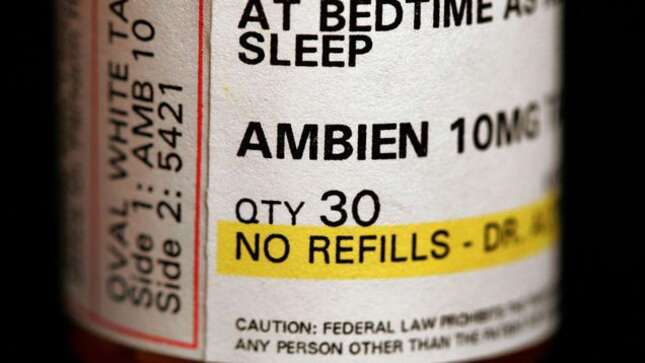 OVAL WHITE
Side 1: AMB 10
Side 2: 5421
AT BEDTIME AS
SLEEP
AMBIEN 10MG
QTY 30
NO REFILLS - DR.
CAUTION: FEDERAL LAW PROHIBITS
ANY PERSON OTHER THAN THE